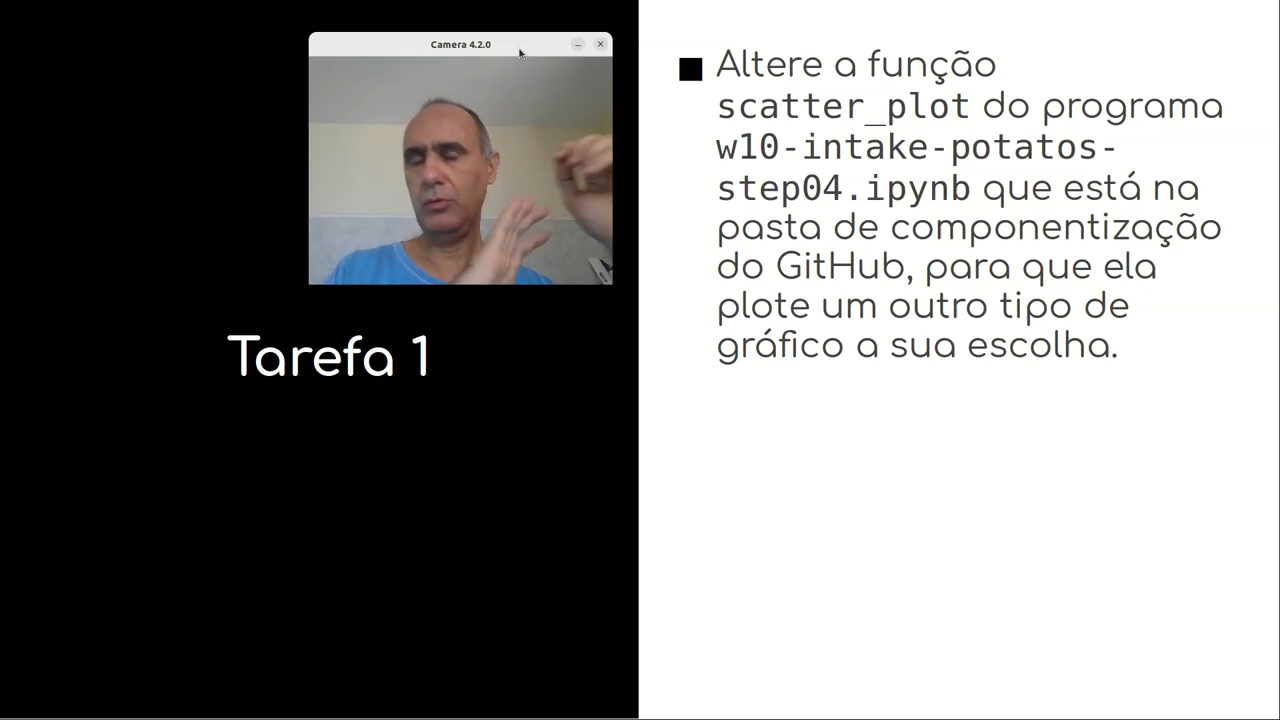 Camera 4.2.0
Tarefa 1
Altere a função
scatter_plot do programa
w10-intake-potatos-
step04.ipynb que está na
pasta de componentização
do GitHub, para que ela
plote um outro tipo de
gráfico a sua escolha.